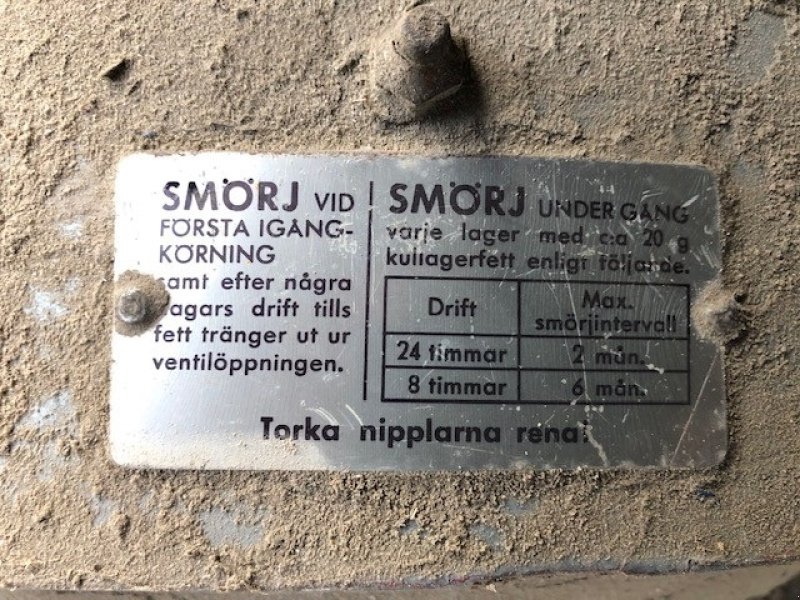 SMÖRJ VID
FÖRSTA IGÅNG-
KÖRNING
samt efter några
dagars drift tills
fett tränger ut ur
ventilöppningen.
SMÖRJ UNDER GÅNG
varje lager med c:a 20 g
kullagerfett enligt följande.
Drift
Max.
smörjintervall
24 timmar
2 mån.
8 timmar
6 mån.
Torka nipplarna rena!